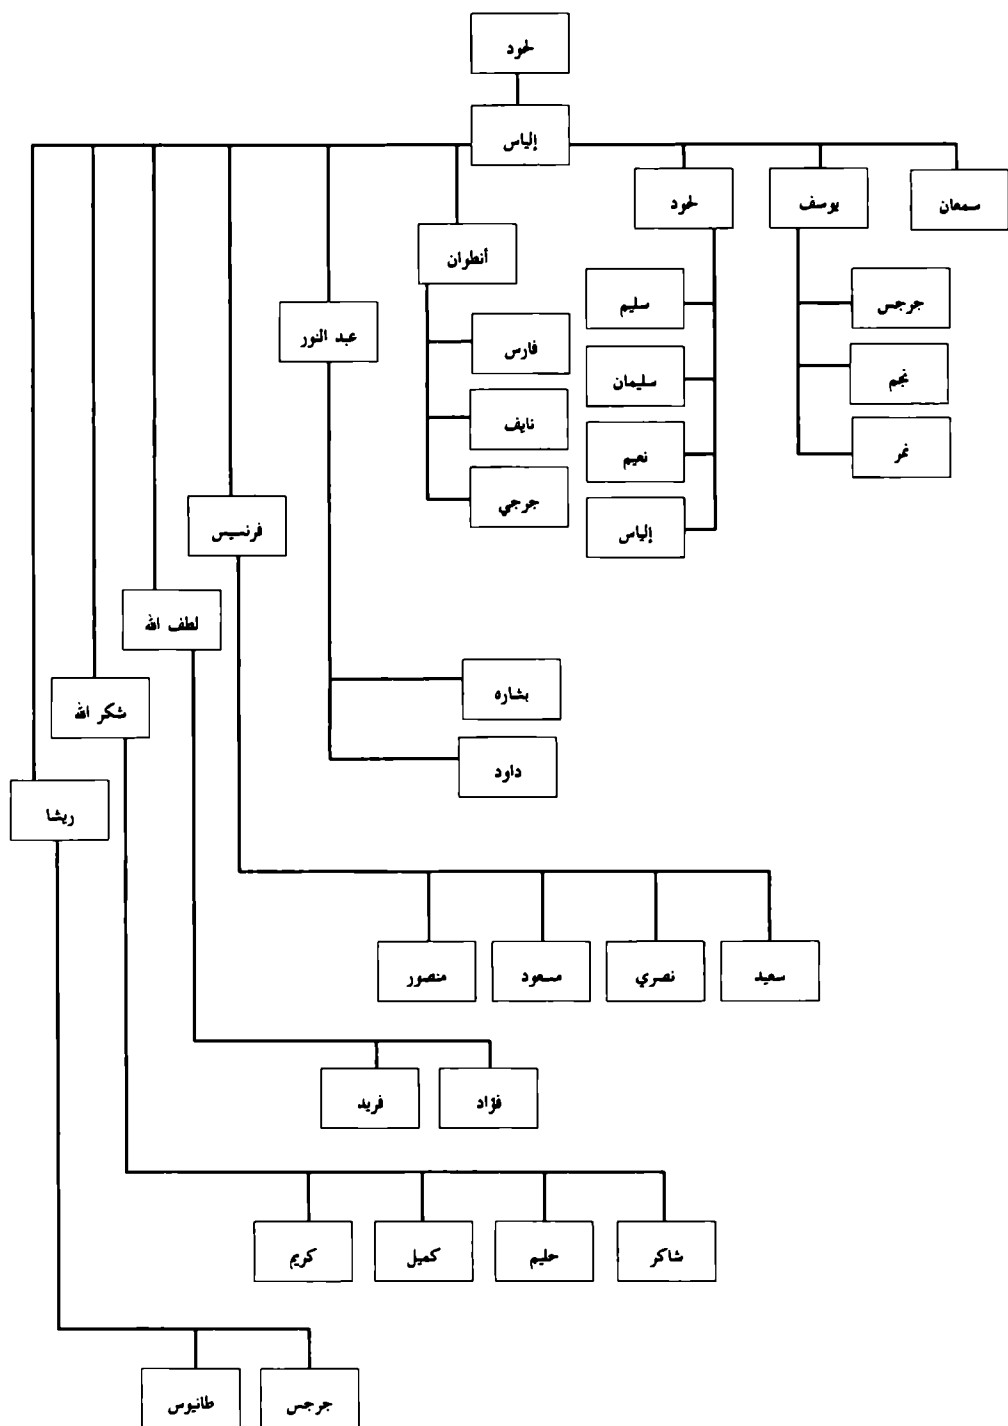 لحود
إلياس
سمعان
يوسف
لحود
أنطوان
عبد النور
فرنسيس
لطف الله
شكر الله
ريشا
جرجس
نجم
نمر
سليم
سليمان
نعيم
إلياس
فارس
نايف
جرجي
بشاره
داود
سعيد
نصري
مسعود
منصور
فؤاد
فريد
شاكر
حليم
كميل
كريم
جرجس
طانيوس